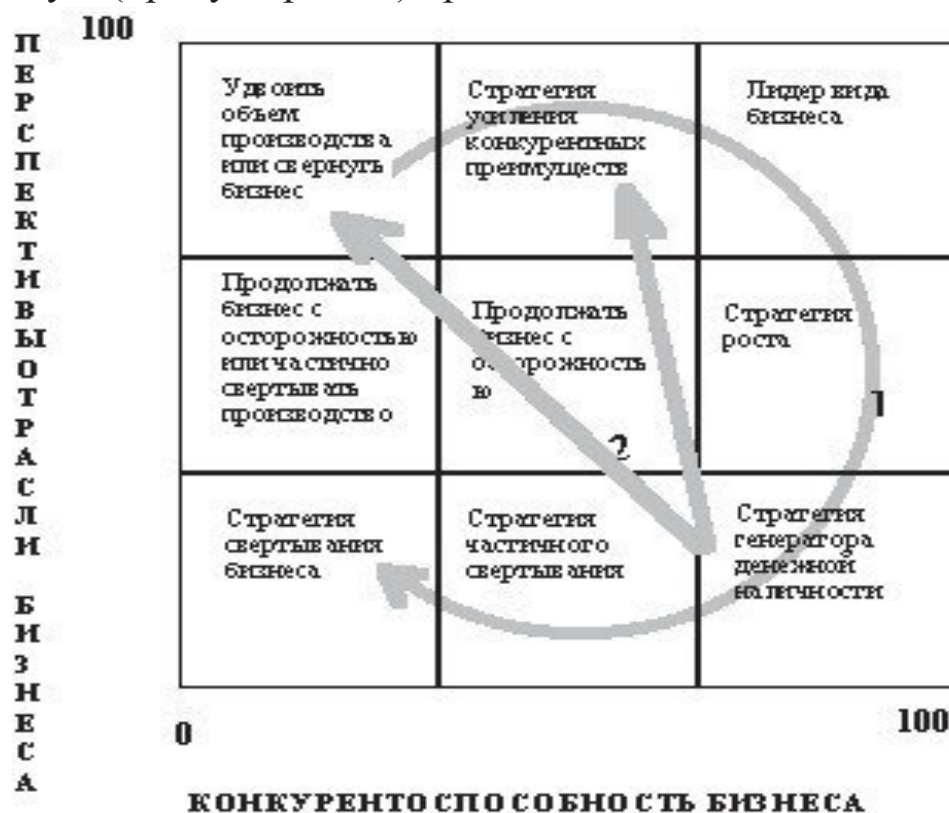 100
ПЕРСПЕКТИВЫ ОТРАСЛИ БИЗНЕСА
Удвоить
объем
производства
или свернуть
бизнес
Стратегия
усиления
конкурентных
преимуществ
Лидер вида
бизнеса
Продолжать
бизнес с
осторожностью
или частично
свертывать
производство
Продолжать
бизнес с
осторожность
ю
Стратегия
роста
1
2
Стратегия
свертывания
бизнеса
Стратегия
частичного
свертывания
Стратегия
генератора
денежной
наличности
0
100
КОНКУРЕНТОСПОСОБНОСТЬ БИЗНЕСА